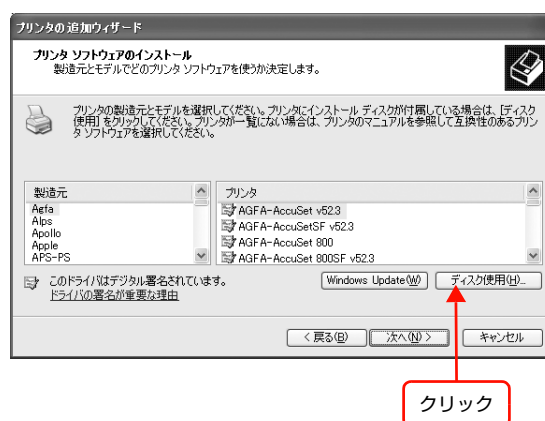 プリンタの追加ウィザード
プリンタ ソフトウェアのインストール
製造元とモデルでどのプリンタ ソフトウェアを使うか決定します。
プリンタの製造元とモデルを選択してください。プリンタにインストール ディスクが付属している場合は、[ディスク
使用] をクリックしてください。プリンタが一覧にない場合は、プリンタのマニュアルを参照して互換性のあるプリン
タ ソフトウェアを選択してください。
製造元
Agfa
Alps
Apollo
Apple
APS-PS
プリンタ
AGFA-AccuSet v52.3
AGFA-AccuSetSF v52.3
AGFA-AccuSet 800
AGFA-AccuSet 800SF v52.3
このドライバはデジタル署名されています。
ドライバの署名が重要な理由
Windows Update(W)
ディスク使用(H)...
< 戻る(B)
次へ(N) >
キャンセル
クリック